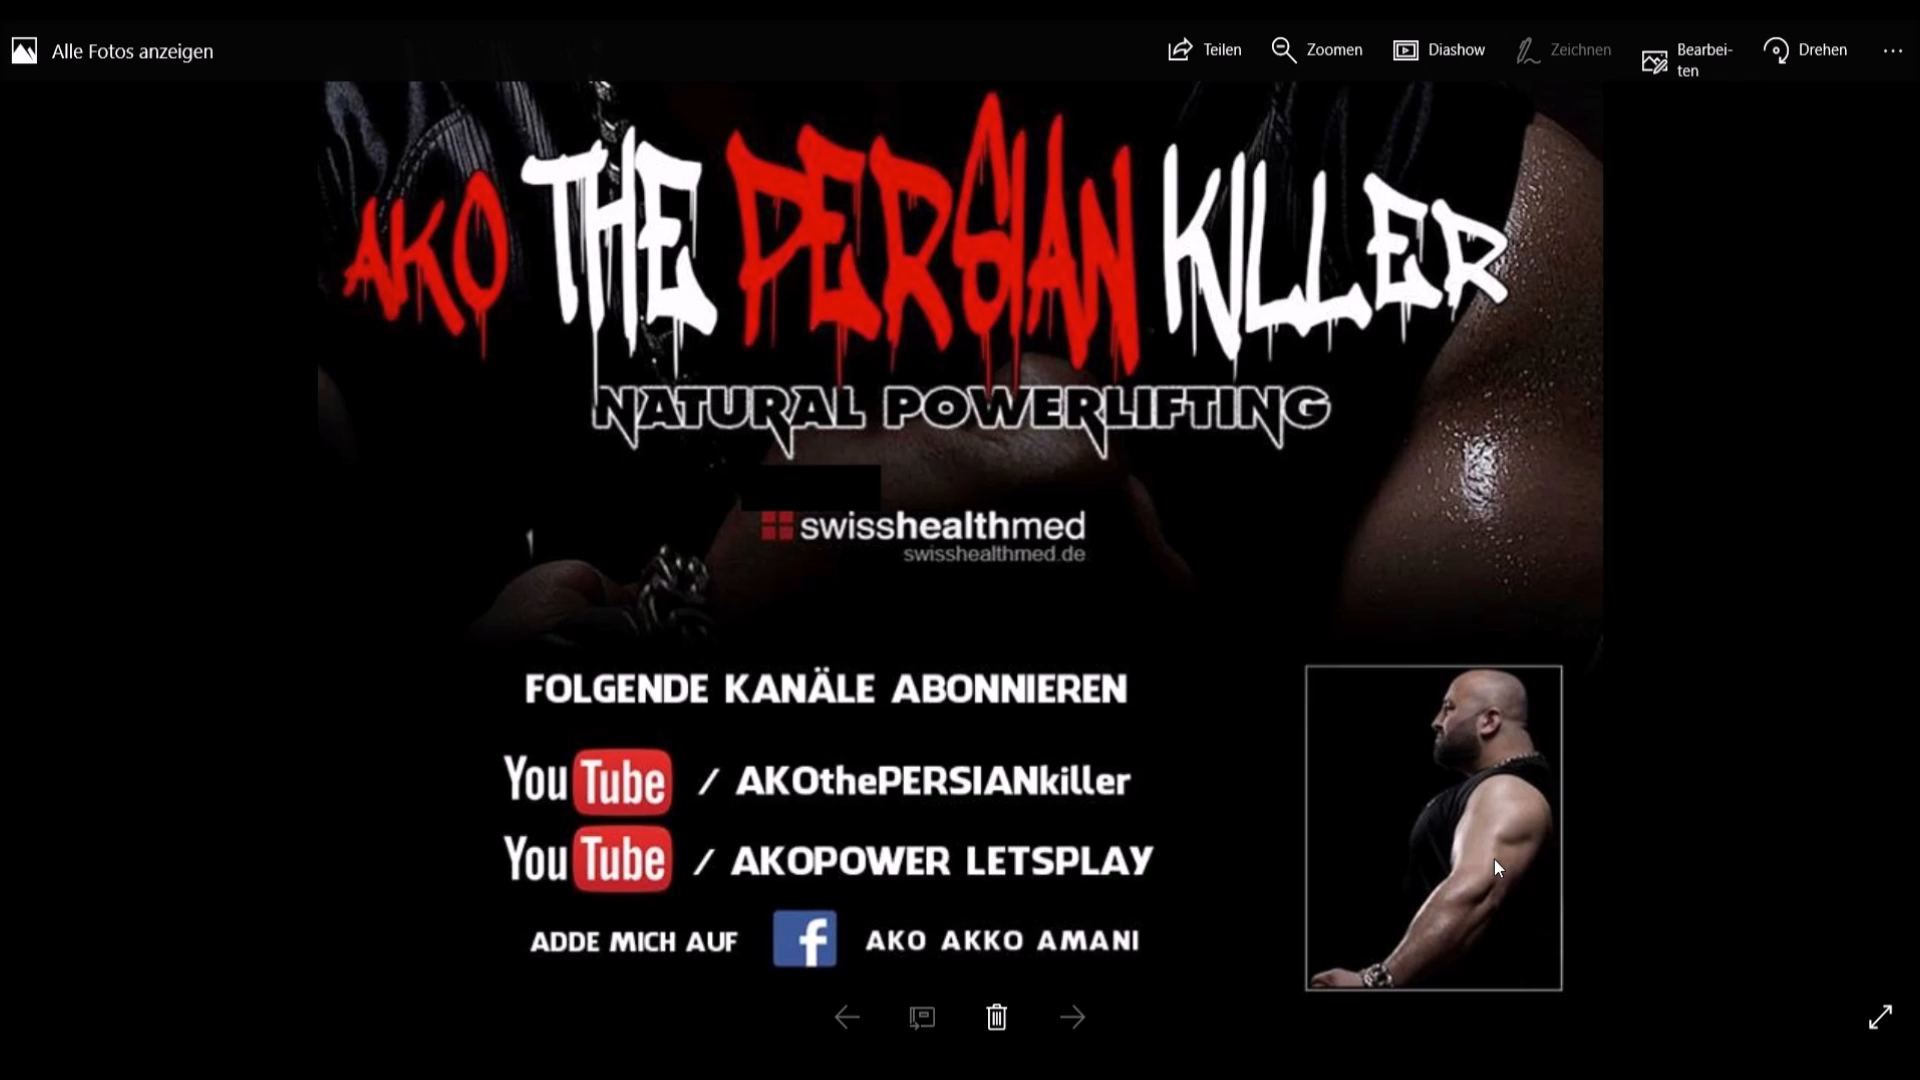 Alle Fotos anzeigen
Teilen
Zoomen
Diashow
Zeichnen
Bearbei-
ten
Drehen
AKO THE PERSIAN KILLER
NATURAL POWERLIFTING
swisshealthmed
swisshealthmed.de
FOLGENDE KANÄLE ABONNIEREN
YouTube / AKOthePERSIANkiller
YouTube / AKOPOWER LETSPLAY
ADDE MICH AUF f AKO AKKO AMANI